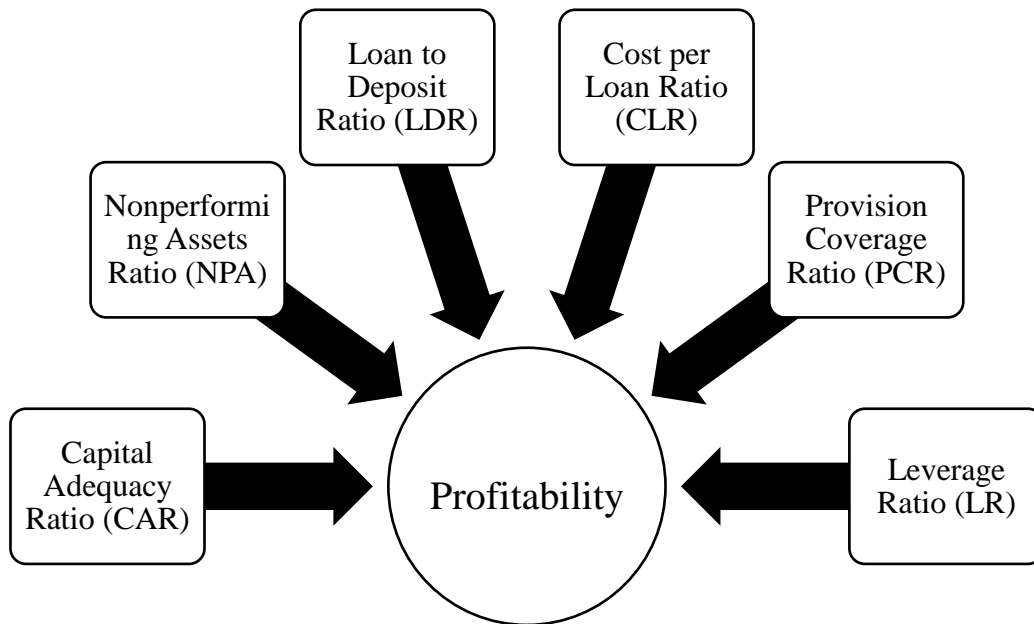 Loan to
Deposit
Ratio (LDR)
Cost per
Loan Ratio
(CLR)
Nonperformi
ng Assets
Ratio (NPA)
Provision
Coverage
Ratio (PCR)
Capital
Adequacy
Ratio (CAR)
Profitability
Leverage
Ratio (LR)